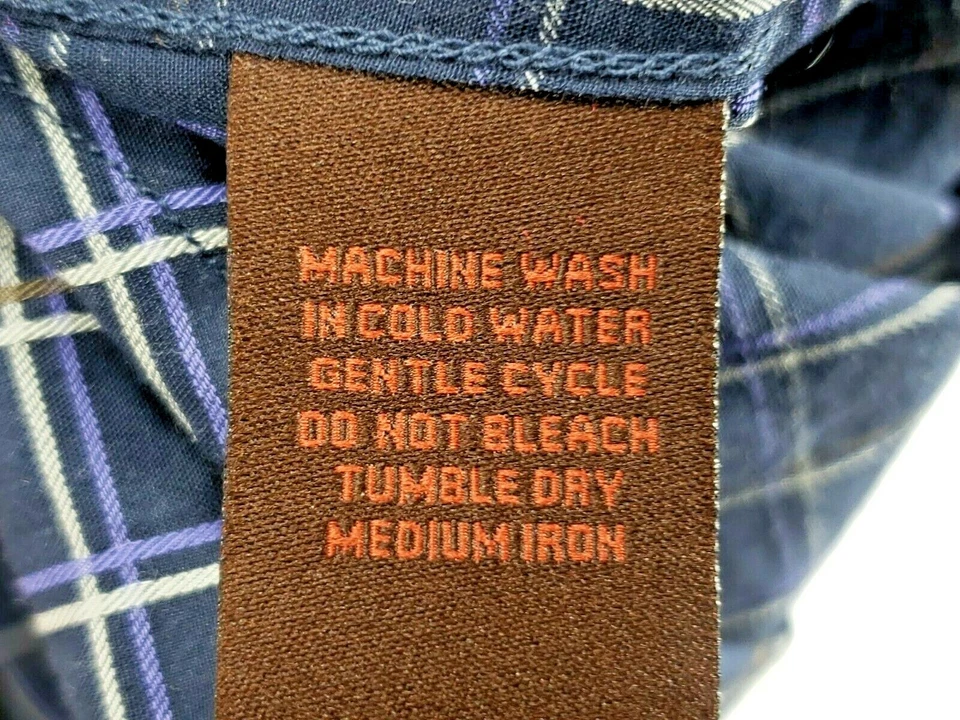 MACHINE WASH
IN COLD WATER
GENTLE CYCLE
DO NOT BLEACH
TUMBLE DRY
MEDIUM IRON